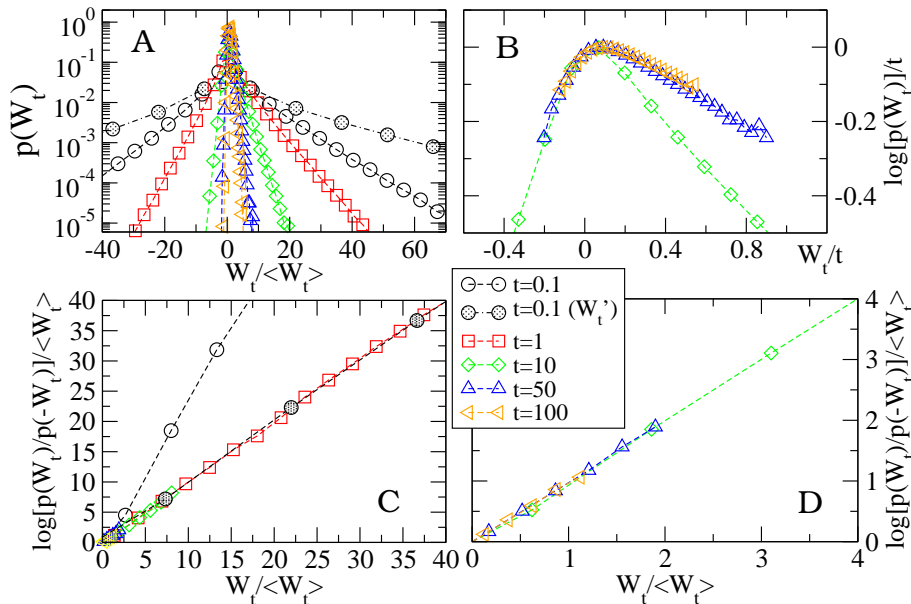 A
p(W_t)
10^0
10^-1
10^-2
10^-3
10^-4
10^-5
-40 -20 0 20 40 60
W_t/<W_t>
B
0
-0.2
-0.4
log[p(W_t)]/t
-0.4 0 0.4 0.8 W_t/t
t=0.1
t=0.1 (W_t')
t=1
t=10
t=50
t=100
C
log[p(W_t)/p(-W_t)]/<W_t>
40
35
30
25
20
15
10
5
0
0 5 10 15 20 25 30 35 40
W_t/<W_t>
D
4
3
2
1
0
log[p(W_t)/p(-W_t)]/<W_t>
0 1 2 3 4
W_t/<W_t>